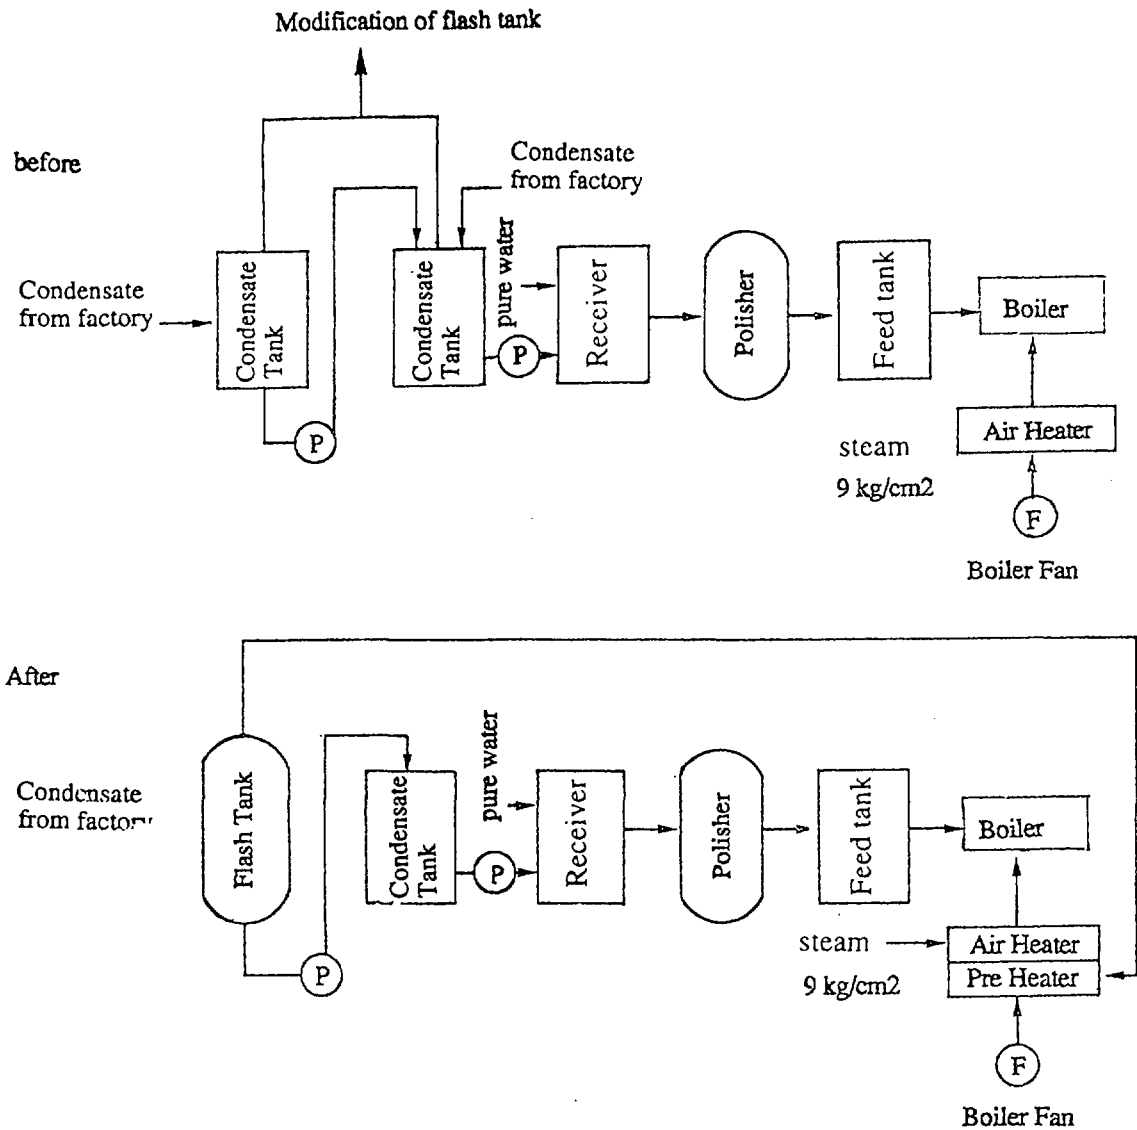 Modification of flash tank
before
Condensate
from factory
Condensate
from factory
Condensate
Tank
P
Condensate
Tank
pure water
P
Receiver
Polisher
Feed tank
Boiler
Air Heater
steam
9 kg/cm2
F
Boiler Fan
After
Condensate
from factory
Flash Tank
P
Condensate
Tank
pure water
P
Receiver
Polisher
Feed tank
Boiler
steam
Air Heater
9 kg/cm2
Pre Heater
F
Boiler Fan